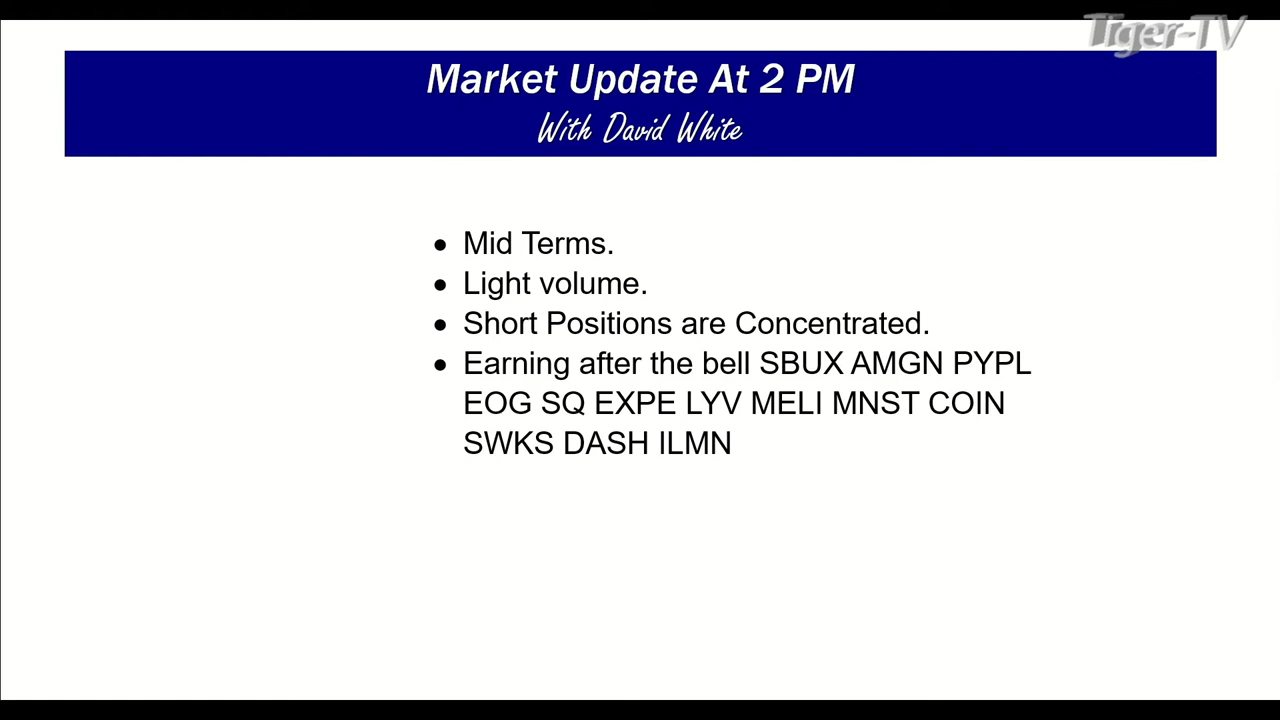 Tiger-TV
Market Update At 2 PM
With David White
• Mid Terms.
• Light volume.
• Short Positions are Concentrated.
• Earning after the bell SBUX AMGN PYPL
EOG SQ EXPE LYV MELI MNST COIN
SWKS DASH ILMN